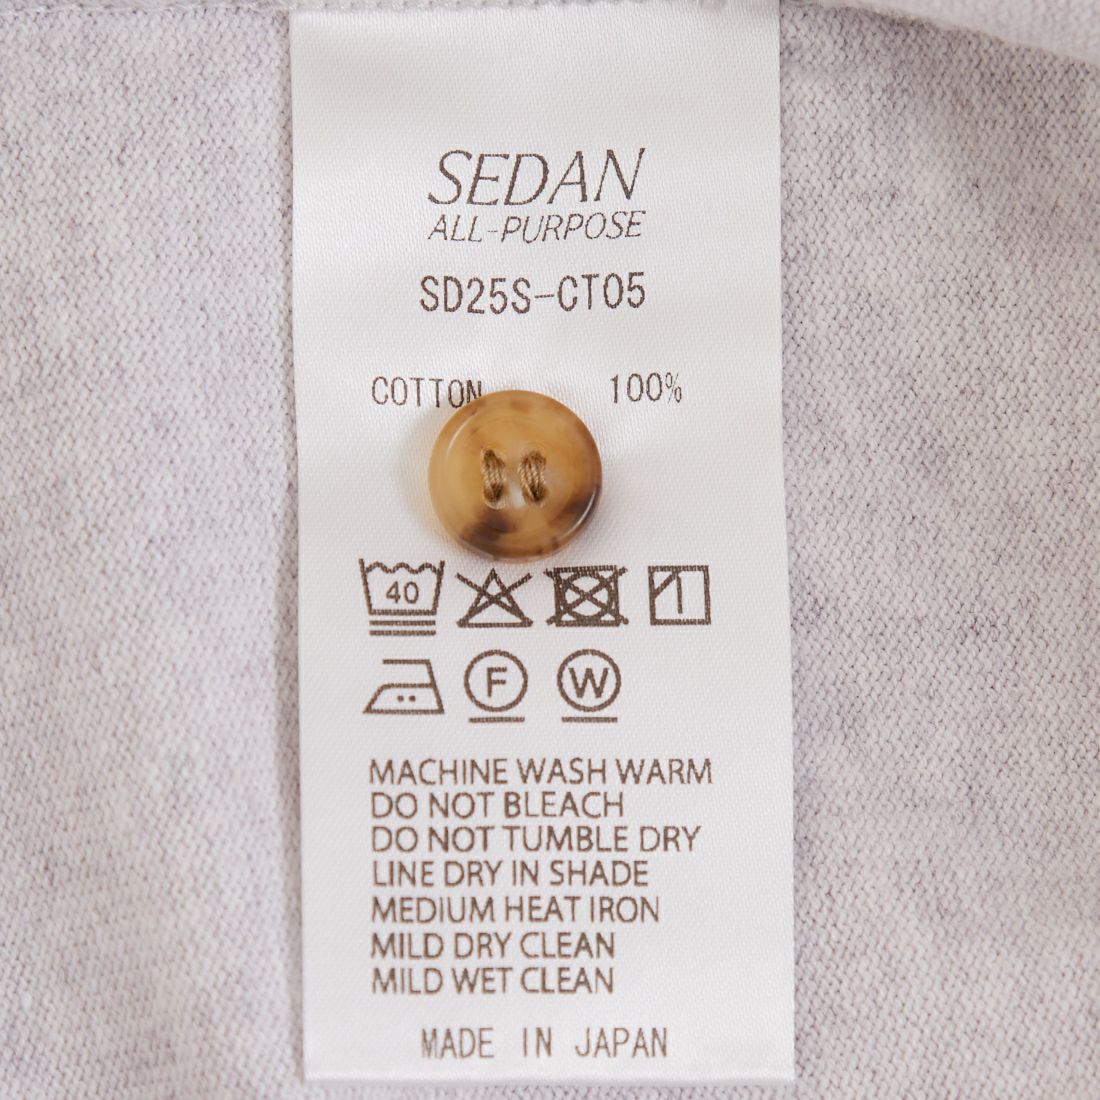 SEDAN
ALL-PURPOSE
SD25S-CT05
COTTON 100%
40
F W
MACHINE WASH WARM
DO NOT BLEACH
DO NOT TUMBLE DRY
LINE DRY IN SHADE
MEDIUM HEAT IRON
MILD DRY CLEAN
MILD WET CLEAN
MADE IN JAPAN